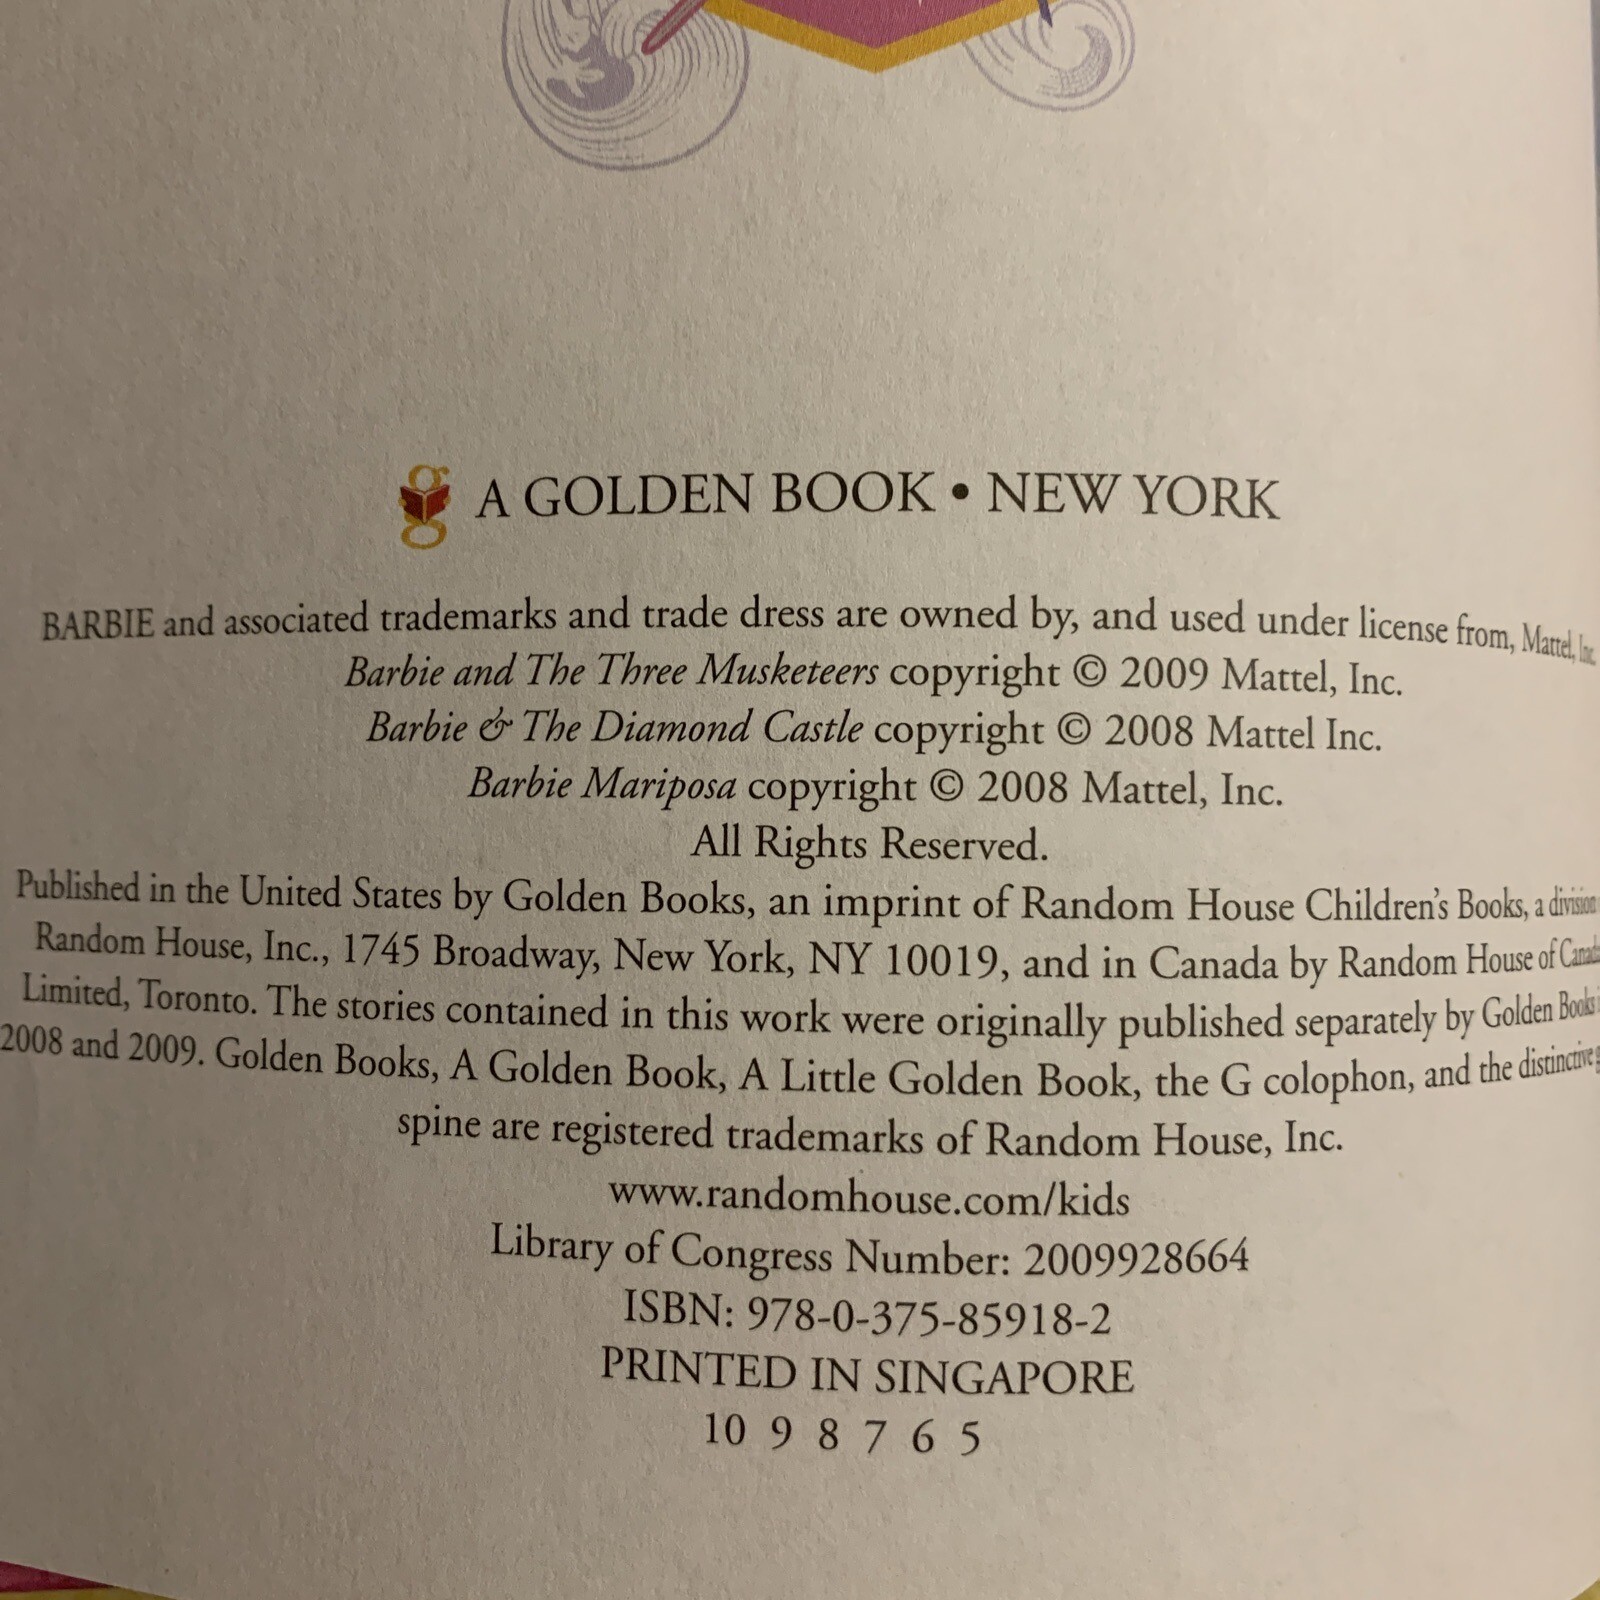 A GOLDEN BOOK • NEW YORK
BARBIE and associated trademarks and trade dress are owned by, and used under license from, Mattel, Inc.
Barbie and The Three Musketeers copyright © 2009 Mattel, Inc.
Barbie & The Diamond Castle copyright © 2008 Mattel Inc.
Barbie Mariposa copyright © 2008 Mattel, Inc.
All Rights Reserved.
Published in the United States by Golden Books, an imprint of Random House Children's Books, a division
Random House, Inc., 1745 Broadway, New York, NY 10019, and in Canada by Random House of Canada
Limited, Toronto. The stories contained in this work were originally published separately by Golden Books
2008 and 2009. Golden Books, A Golden Book, A Little Golden Book, the G colophon, and the distinctive
spine are registered trademarks of Random House, Inc.
www.randomhouse.com/kids
Library of Congress Number: 2009928664
ISBN: 978-0-375-85918-2
PRINTED IN SINGAPORE
10 9 8 7 6 5